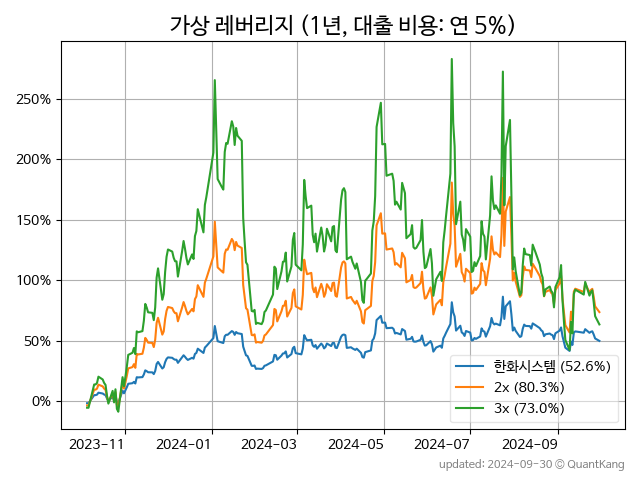 가상 레버리지 (1년, 대출 비용: 연 5%)
250%
200%
150%
100%
50%
0%
한화시스템 (52.6%)
2x (80.3%)
3x (73.0%)
2023-11 2024-01 2024-03 2024-05 2024-07 2024-09
updated: 2024-09-30 © QuantKang